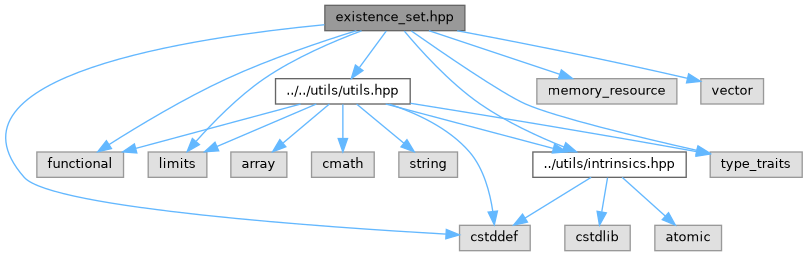 existence_set.hpp
../../utils/utils.hpp
memory_resource
vector
functional
limits
array
cmath
string
../utils/intrinsics.hpp
type_traits
cstddef
cstdlib
atomic